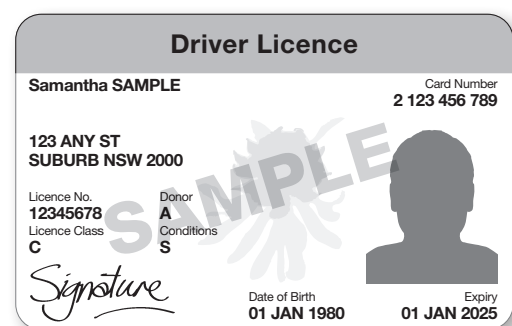 Driver Licence
Samantha SAMPLE
Card Number
2 123 456 789
123 ANY ST
SUBURB NSW 2000
SAMPLE
Licence No. Donor
12345678 A
Licence Class Conditions
C S
Signature
Date of Birth Expiry
01 JAN 1980 01 JAN 2025